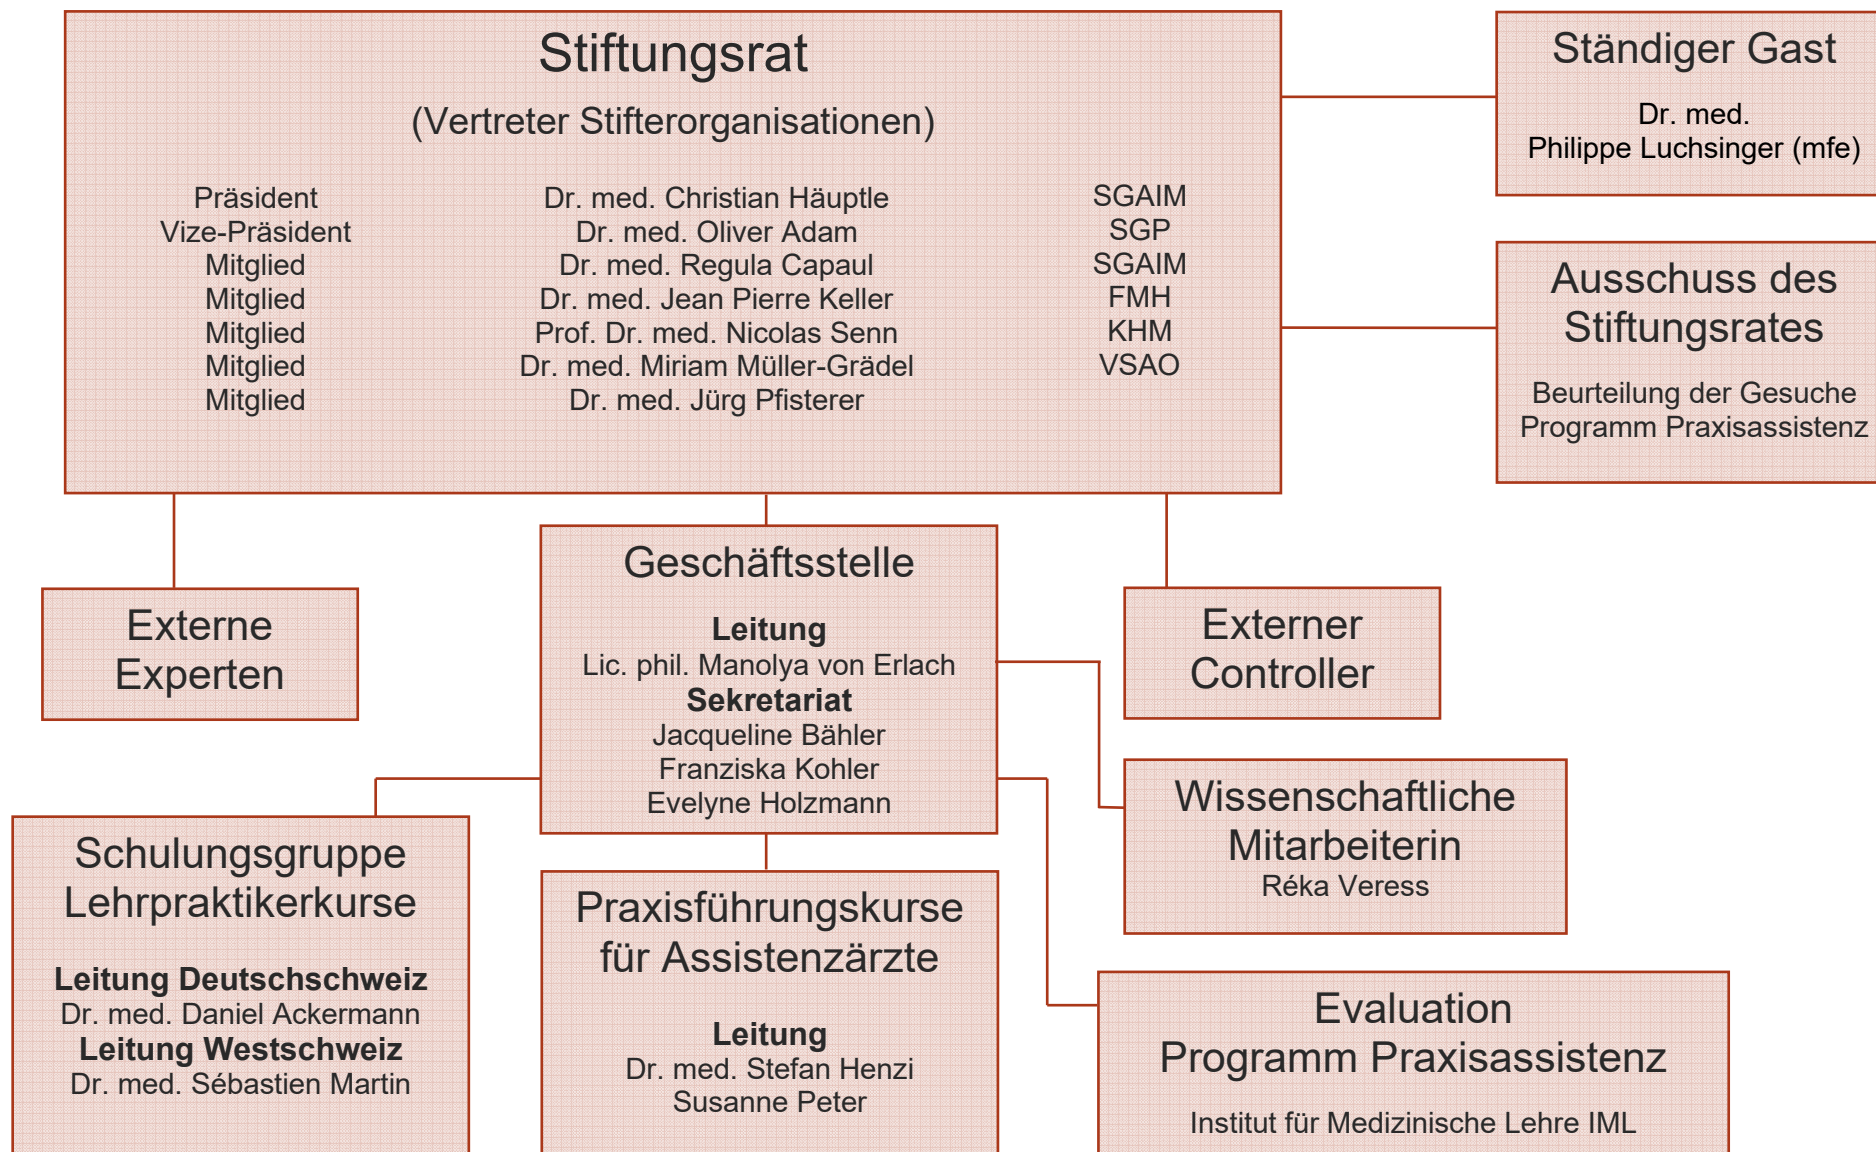 Stiftungsrat
(Vertreter Stifterorganisationen)
Präsident Dr. med. Christian Häuptle SGAIM
Vize-Präsident Dr. med. Oliver Adam SGP
Mitglied Dr. med. Regula Capaul SGAIM
Mitglied Dr. med. Jean Pierre Keller FMH
Mitglied Prof. Dr. med. Nicolas Senn KHM
Mitglied Dr. med. Miriam Müller-Grädel VSAO
Mitglied Dr. med. Jürg Pfisterer
Ständiger Gast
Dr. med.
Philippe Luchsinger (mfe)
Ausschuss des
Stiftungsrates
Beurteilung der Gesuche
Programm Praxisassistenz
Externe
Experten
Geschäftsstelle
Leitung
Lic. phil. Manolya von Erlach
Sekretariat
Jacqueline Bähler
Franziska Kohler
Evelyne Holzmann
Externer
Controller
Wissenschaftliche
Mitarbeiterin
Réka Veress
Schulungsgruppe
Lehrpraktikerkurse
Leitung Deutschschweiz
Dr. med. Daniel Ackermann
Leitung Westschweiz
Dr. med. Sébastien Martin
Praxisführungskurse
für Assistenzärzte
Leitung
Dr. med. Stefan Henzi
Susanne Peter
Evaluation
Programm Praxisassistenz
Institut für Medizinische Lehre IML